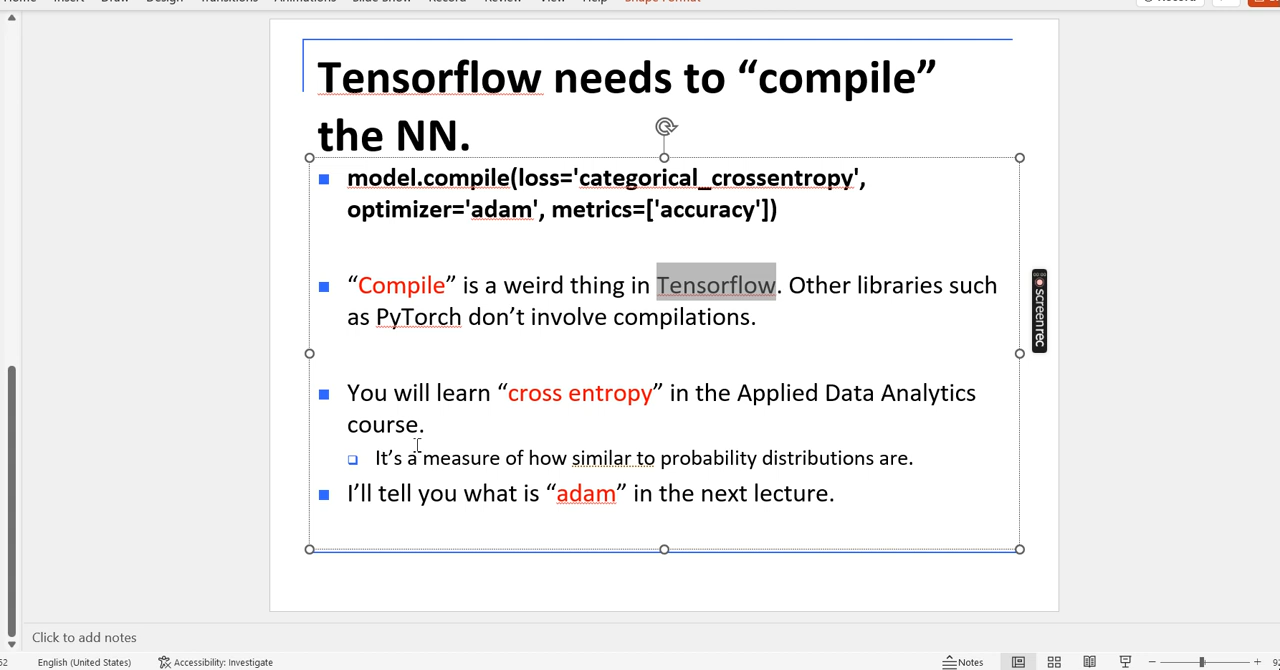 Tensorflow needs to “compile”
the NN.
model.compile(loss='categorical_crossentropy',
optimizer='adam', metrics=['accuracy'])
“Compile” is a weird thing in Tensorflow. Other libraries such
as PyTorch don’t involve compilations.
You will learn “cross entropy” in the Applied Data Analytics
course.
It’s a measure of how similar to probability distributions are.
I’ll tell you what is “adam” in the next lecture.
screenrec
Click to add notes
English (United States) Accessibility: Investigate Notes